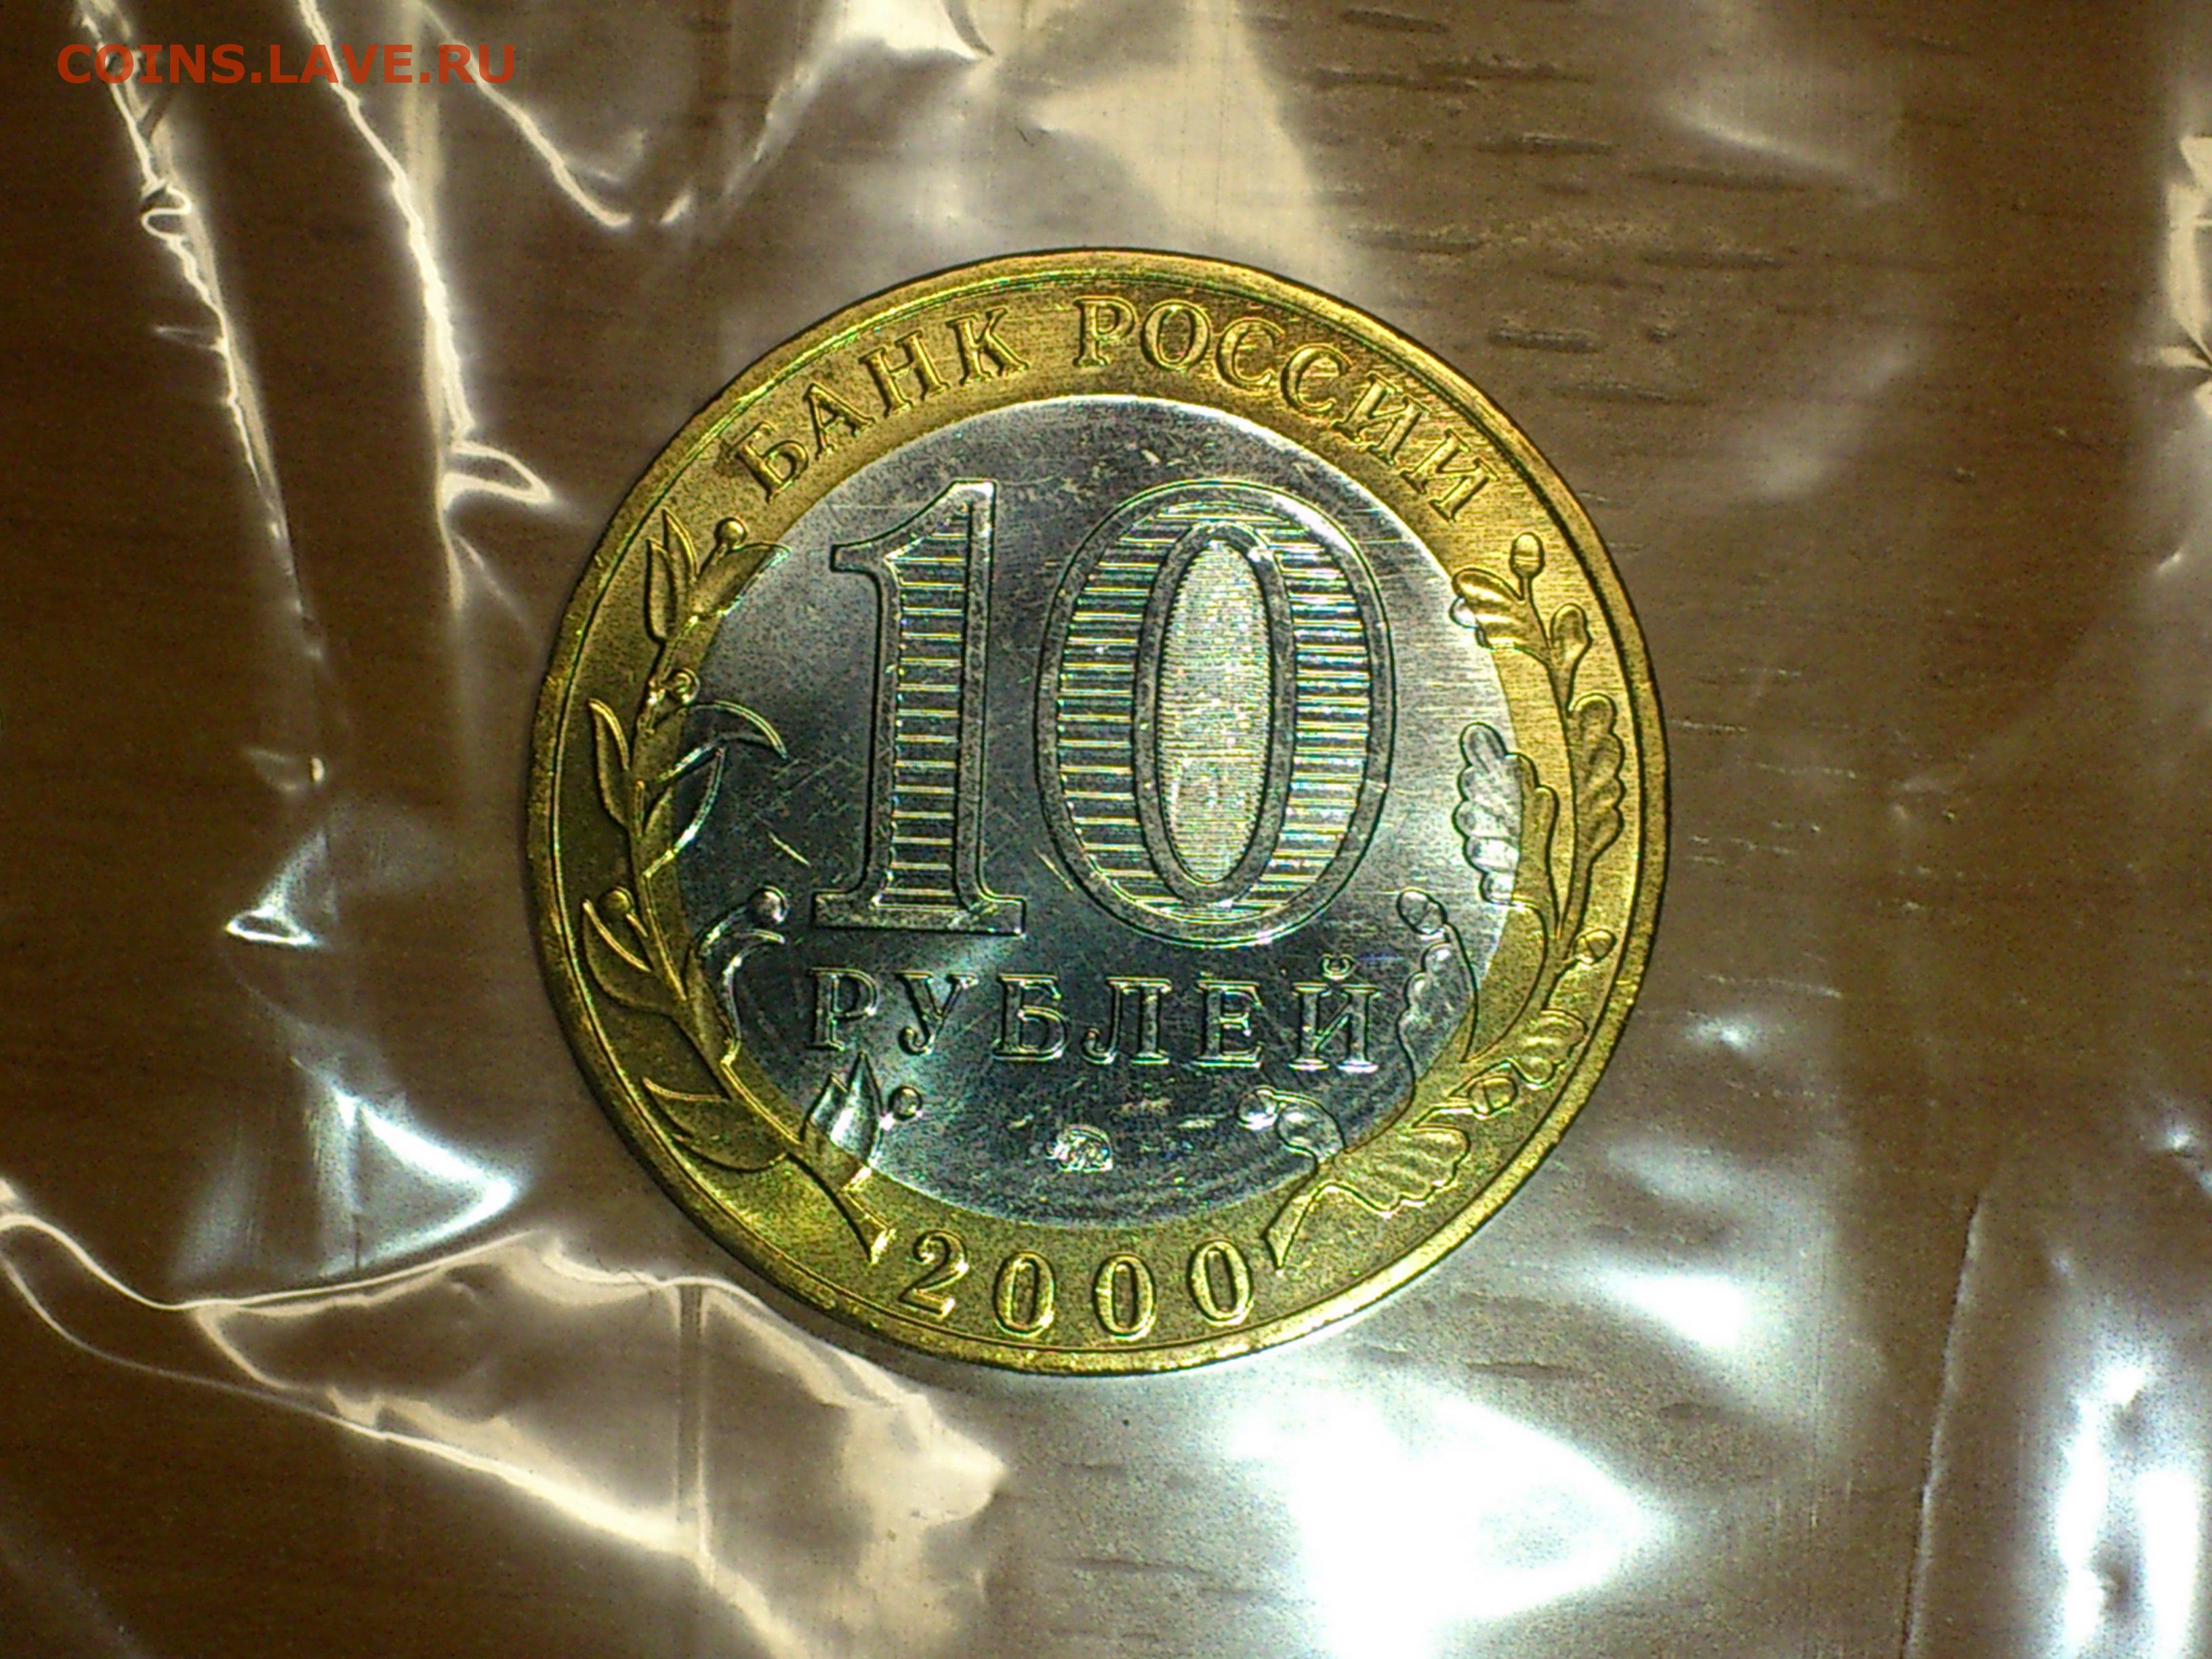 COINS.LAVE.RU
БАНК РОССИИ
10
РУБЛЕЙ
2000